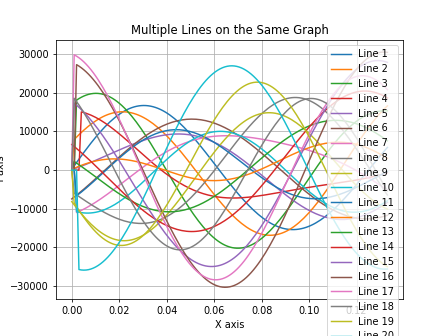 Multiple Lines on the Same Graph
30000
20000
10000
0
−10000
−20000
−30000
0.00
0.02
0.04
0.06
0.08
0.10
X axis
axis
Line 1
Line 2
Line 3
Line 4
Line 5
Line 6
Line 7
Line 8
Line 9
Line 10
Line 11
Line 12
Line 13
Line 14
Line 15
Line 16
Line 17
Line 18
Line 19
Line 20